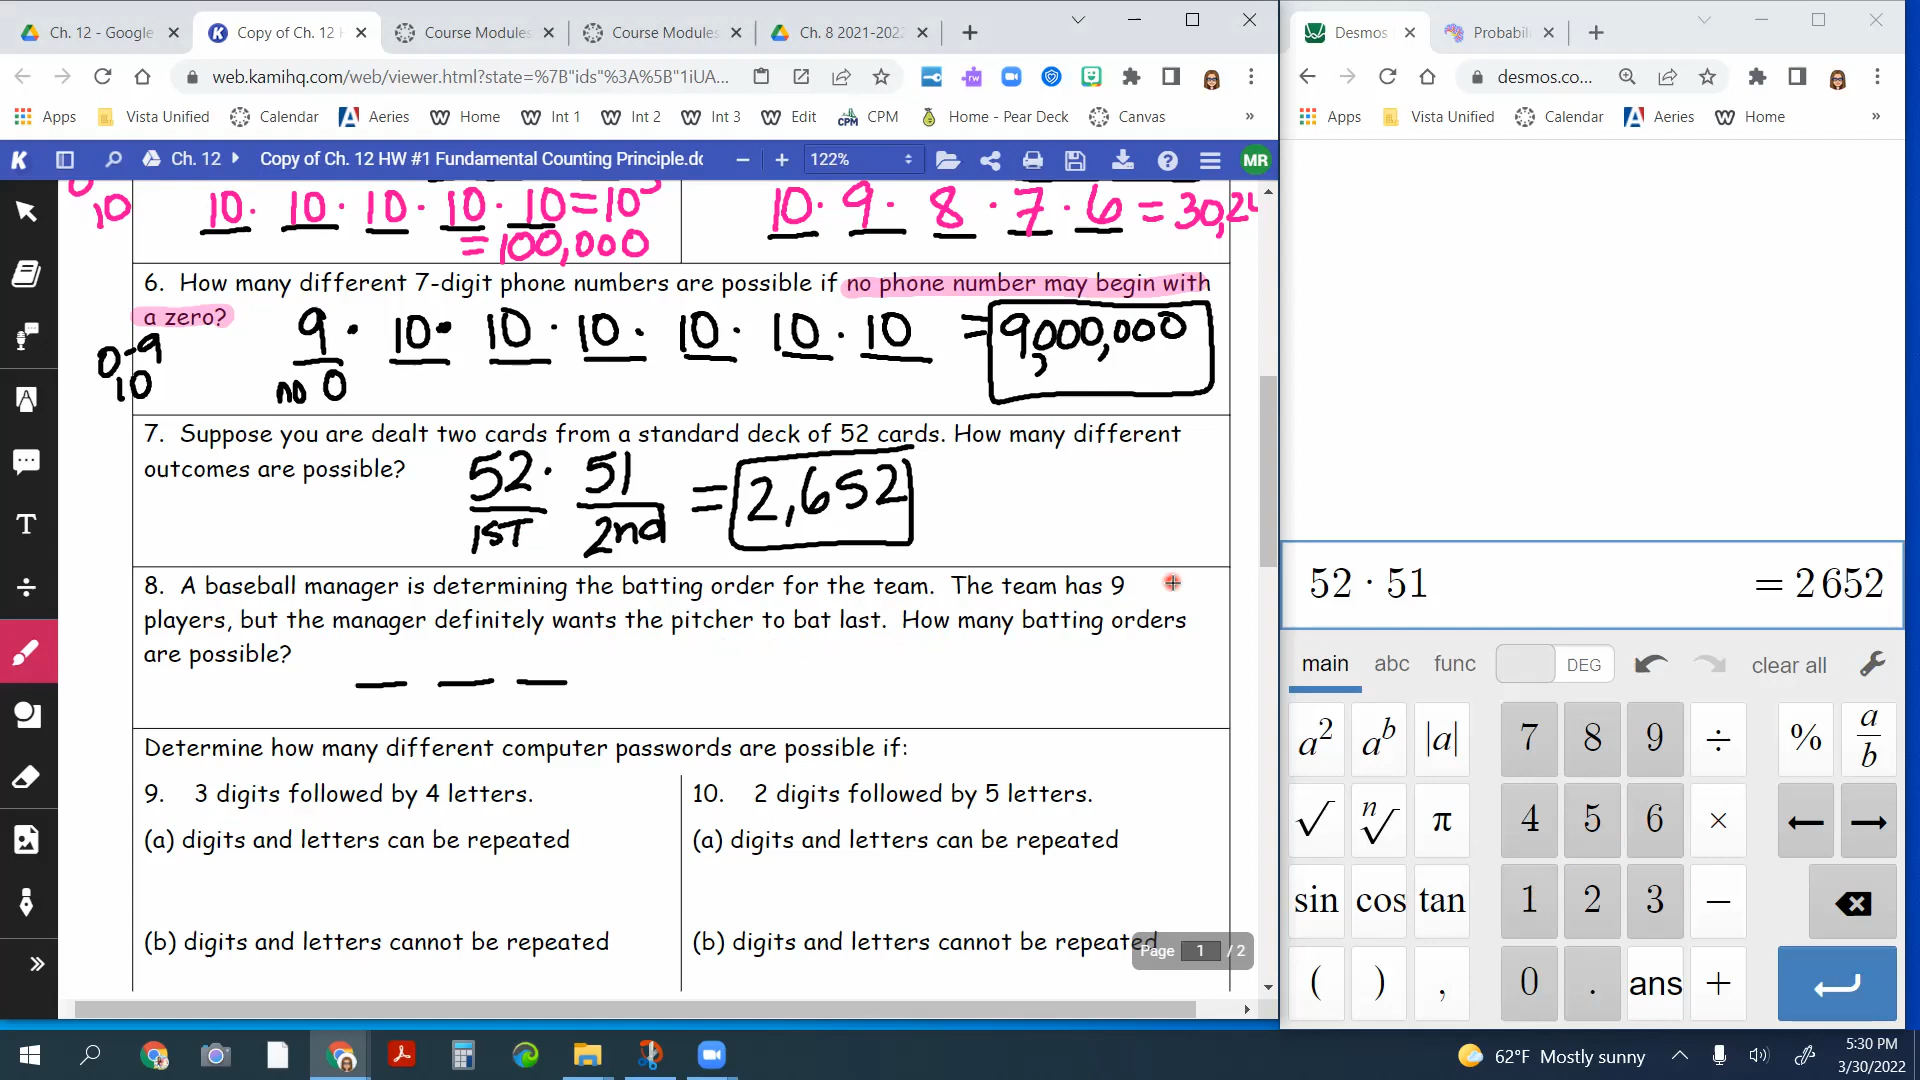 Ch. 12 - Google
Copy of Ch. 12 H
Course Modules
Course Modules
Ch. 8 2021-2022
Desmos
Probabili
web.kamihq.com/web/viewer.html?state=%7B"ids"%3A%5B"1iUA...
desmos.co...
Apps
Vista Unified
Calendar
Aeries
Home
Int 1
Int 2
Int 3
Edit
CPM
CPM
Home - Pear Deck
Canvas
»
Apps
Vista Unified
Calendar
Aeries
Home
»
K
Ch. 12
Copy of Ch. 12 HW #1 Fundamental Counting Principle.dc
122%
MR
10
10 · 10 · 10 · 10 · 10 = 10
= 100,000
10 · 9 · 8 · 7 · 6 = 30,2
6. How many different 7-digit phone numbers are possible if no phone number may begin with
a zero?
9 · 10 · 10 · 10 · 10 · 10 · 10 = 9,000,000
0-9
10
no 0
7. Suppose you are dealt two cards from a standard deck of 52 cards. How many different
outcomes are possible?
52 · 51 = 2,652
1ST 2nd
8. A baseball manager is determining the batting order for the team. The team has 9
players, but the manager definitely wants the pitcher to bat last. How many batting orders
are possible?
Determine how many different computer passwords are possible if:
9. 3 digits followed by 4 letters.
(a) digits and letters can be repeated
(b) digits and letters cannot be repeated
10. 2 digits followed by 5 letters.
(a) digits and letters can be repeated
(b) digits and letters cannot be repeated
Page 1 / 2
52 · 51 = 2652
main abc func DEG clear all
a² aᵇ |a| 7 8 9 ÷ % a/b
√ ⁿ√ π 4 5 6 × ← →
sin cos tan 1 2 3 −
( ) , 0 . ans +
62°F Mostly sunny
5:30 PM
3/30/2022